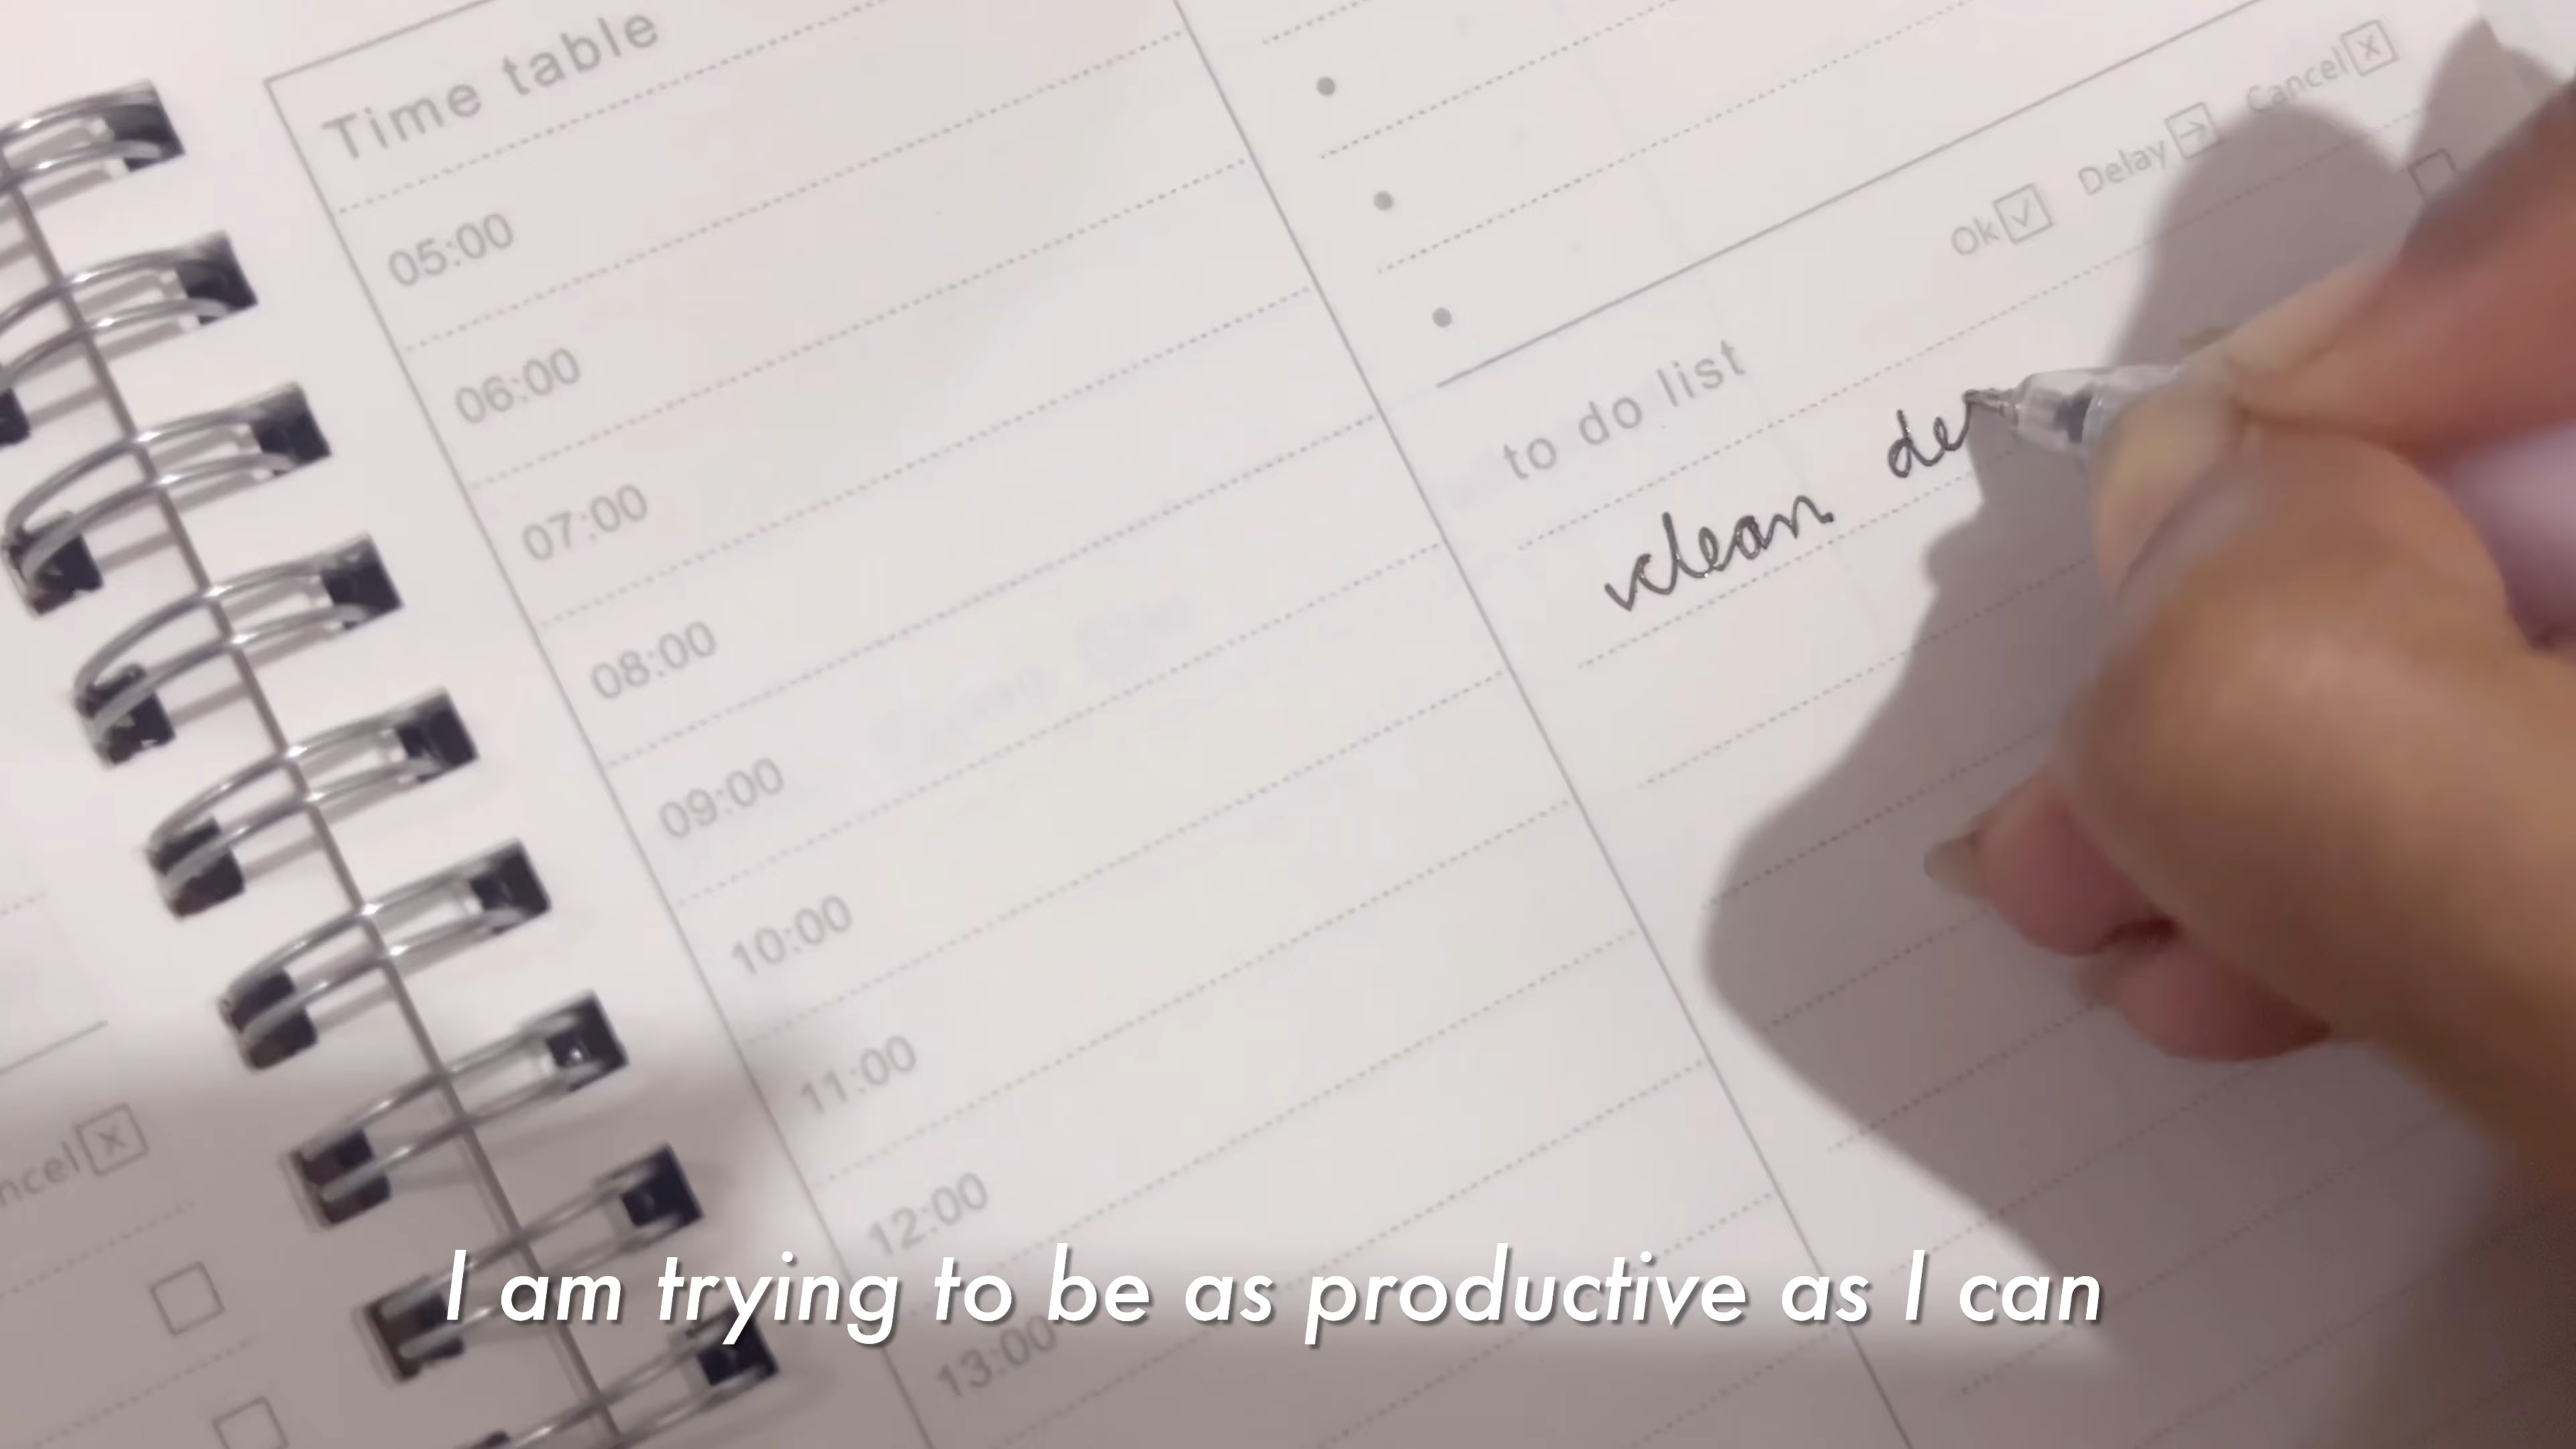 Time table
05:00
06:00
07:00
08:00
09:00
10:00
11:00
12:00
13:00
Ok Delay Cancel
to do list
clean de
ncel
I am trying to be as productive as I can